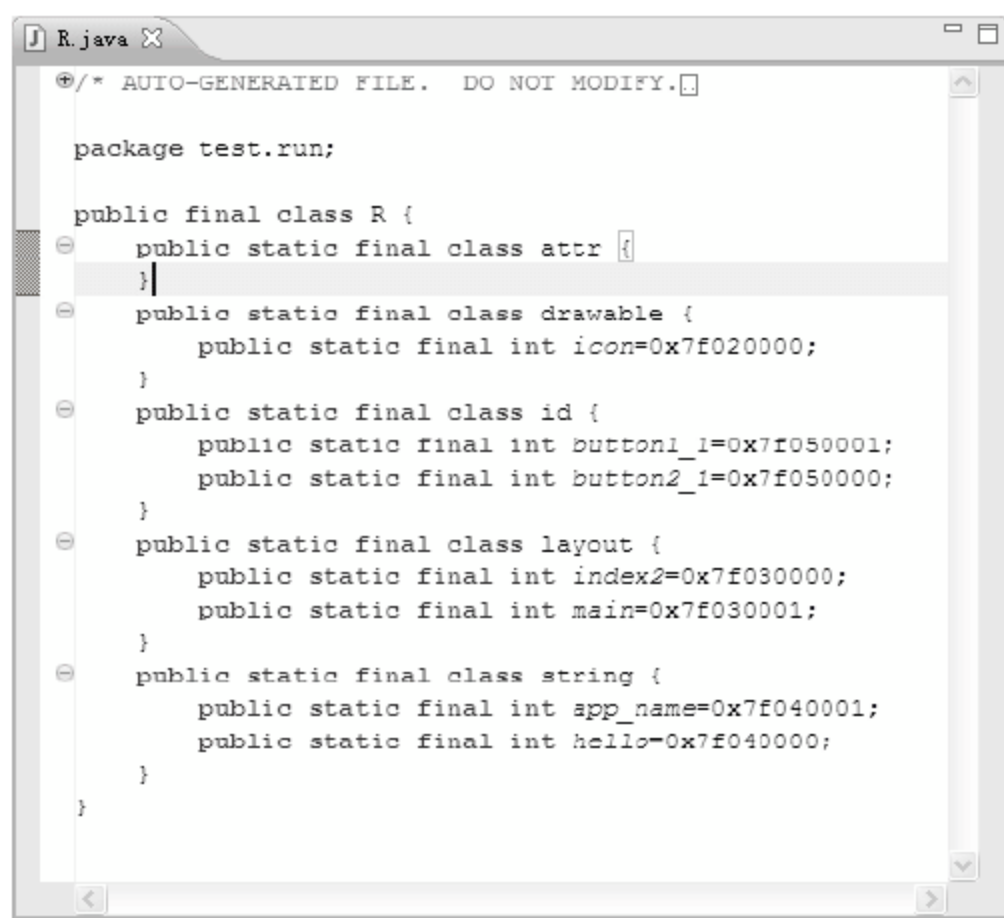 R.java
/* AUTO-GENERATED FILE.  DO NOT MODIFY.
package test.run;
public final class R {
    public static final class attr {
    }
    public static final class drawable {
        public static final int icon=0x7f020000;
    }
    public static final class id {
        public static final int button1_1=0x7f050001;
        public static final int button2_1=0x7f050000;
    }
    public static final class layout {
        public static final int index2=0x7f030000;
        public static final int main=0x7f030001;
    }
    public static final class string {
        public static final int app_name=0x7f040001;
        public static final int hello=0x7f040000;
    }
}